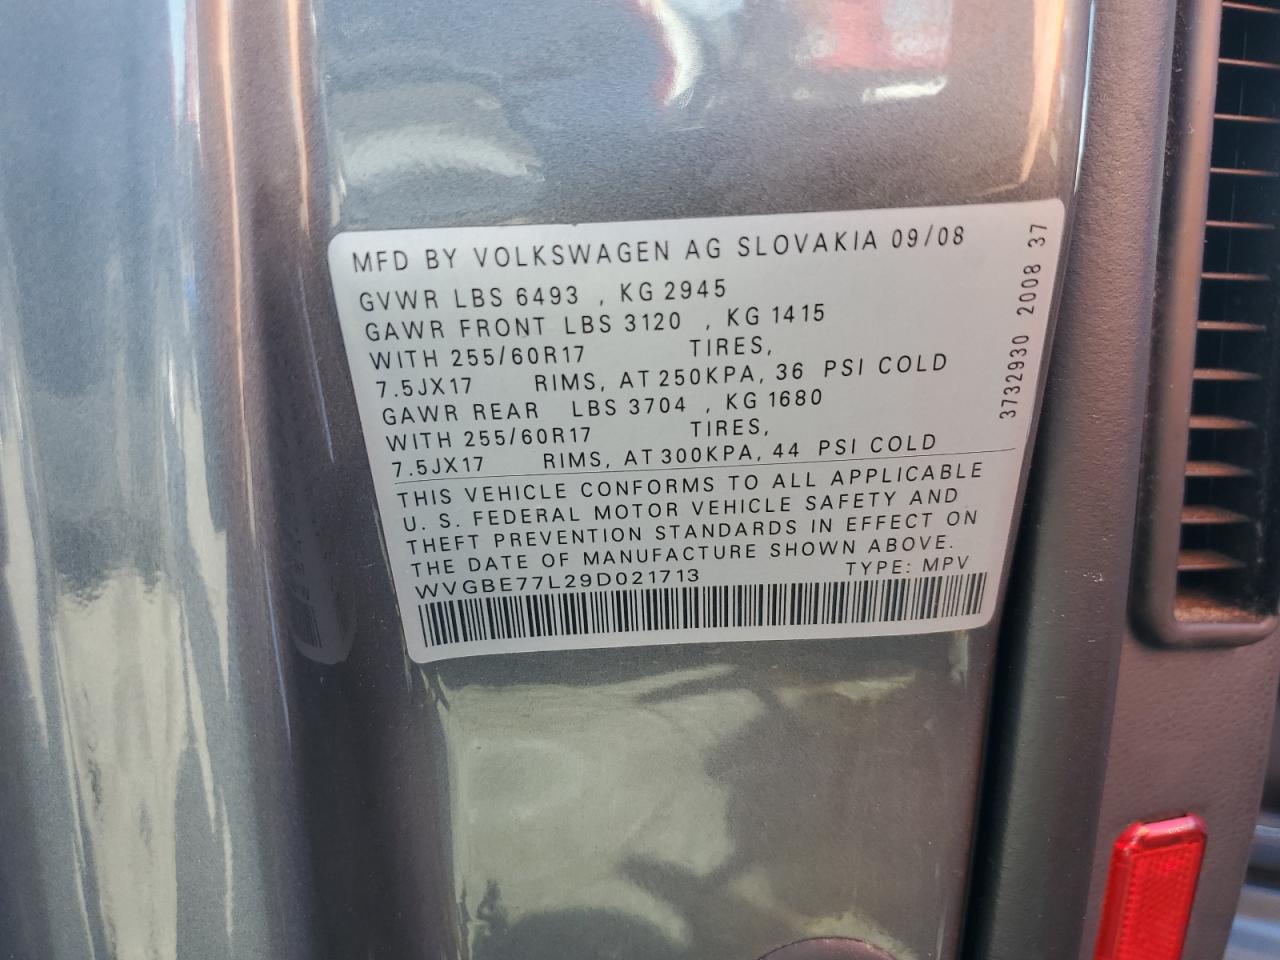 MFD BY VOLKSWAGEN AG SLOVAKIA 09/08
GVWR LBS 6493 , KG 2945
GAWR FRONT LBS 3120 , KG 1415
WITH 255/60R17 TIRES,
7.5JX17 RIMS, AT 250KPA, 36 PSI COLD
GAWR REAR LBS 3704 , KG 1680
WITH 255/60R17 TIRES,
7.5JX17 RIMS, AT 300KPA, 44 PSI COLD
THIS VEHICLE CONFORMS TO ALL APPLICABLE
U. S. FEDERAL MOTOR VEHICLE SAFETY AND
THEFT PREVENTION STANDARDS IN EFFECT ON
THE DATE OF MANUFACTURE SHOWN ABOVE.
WVGBE77L29D021713 TYPE: MPV
3732930 2008 37